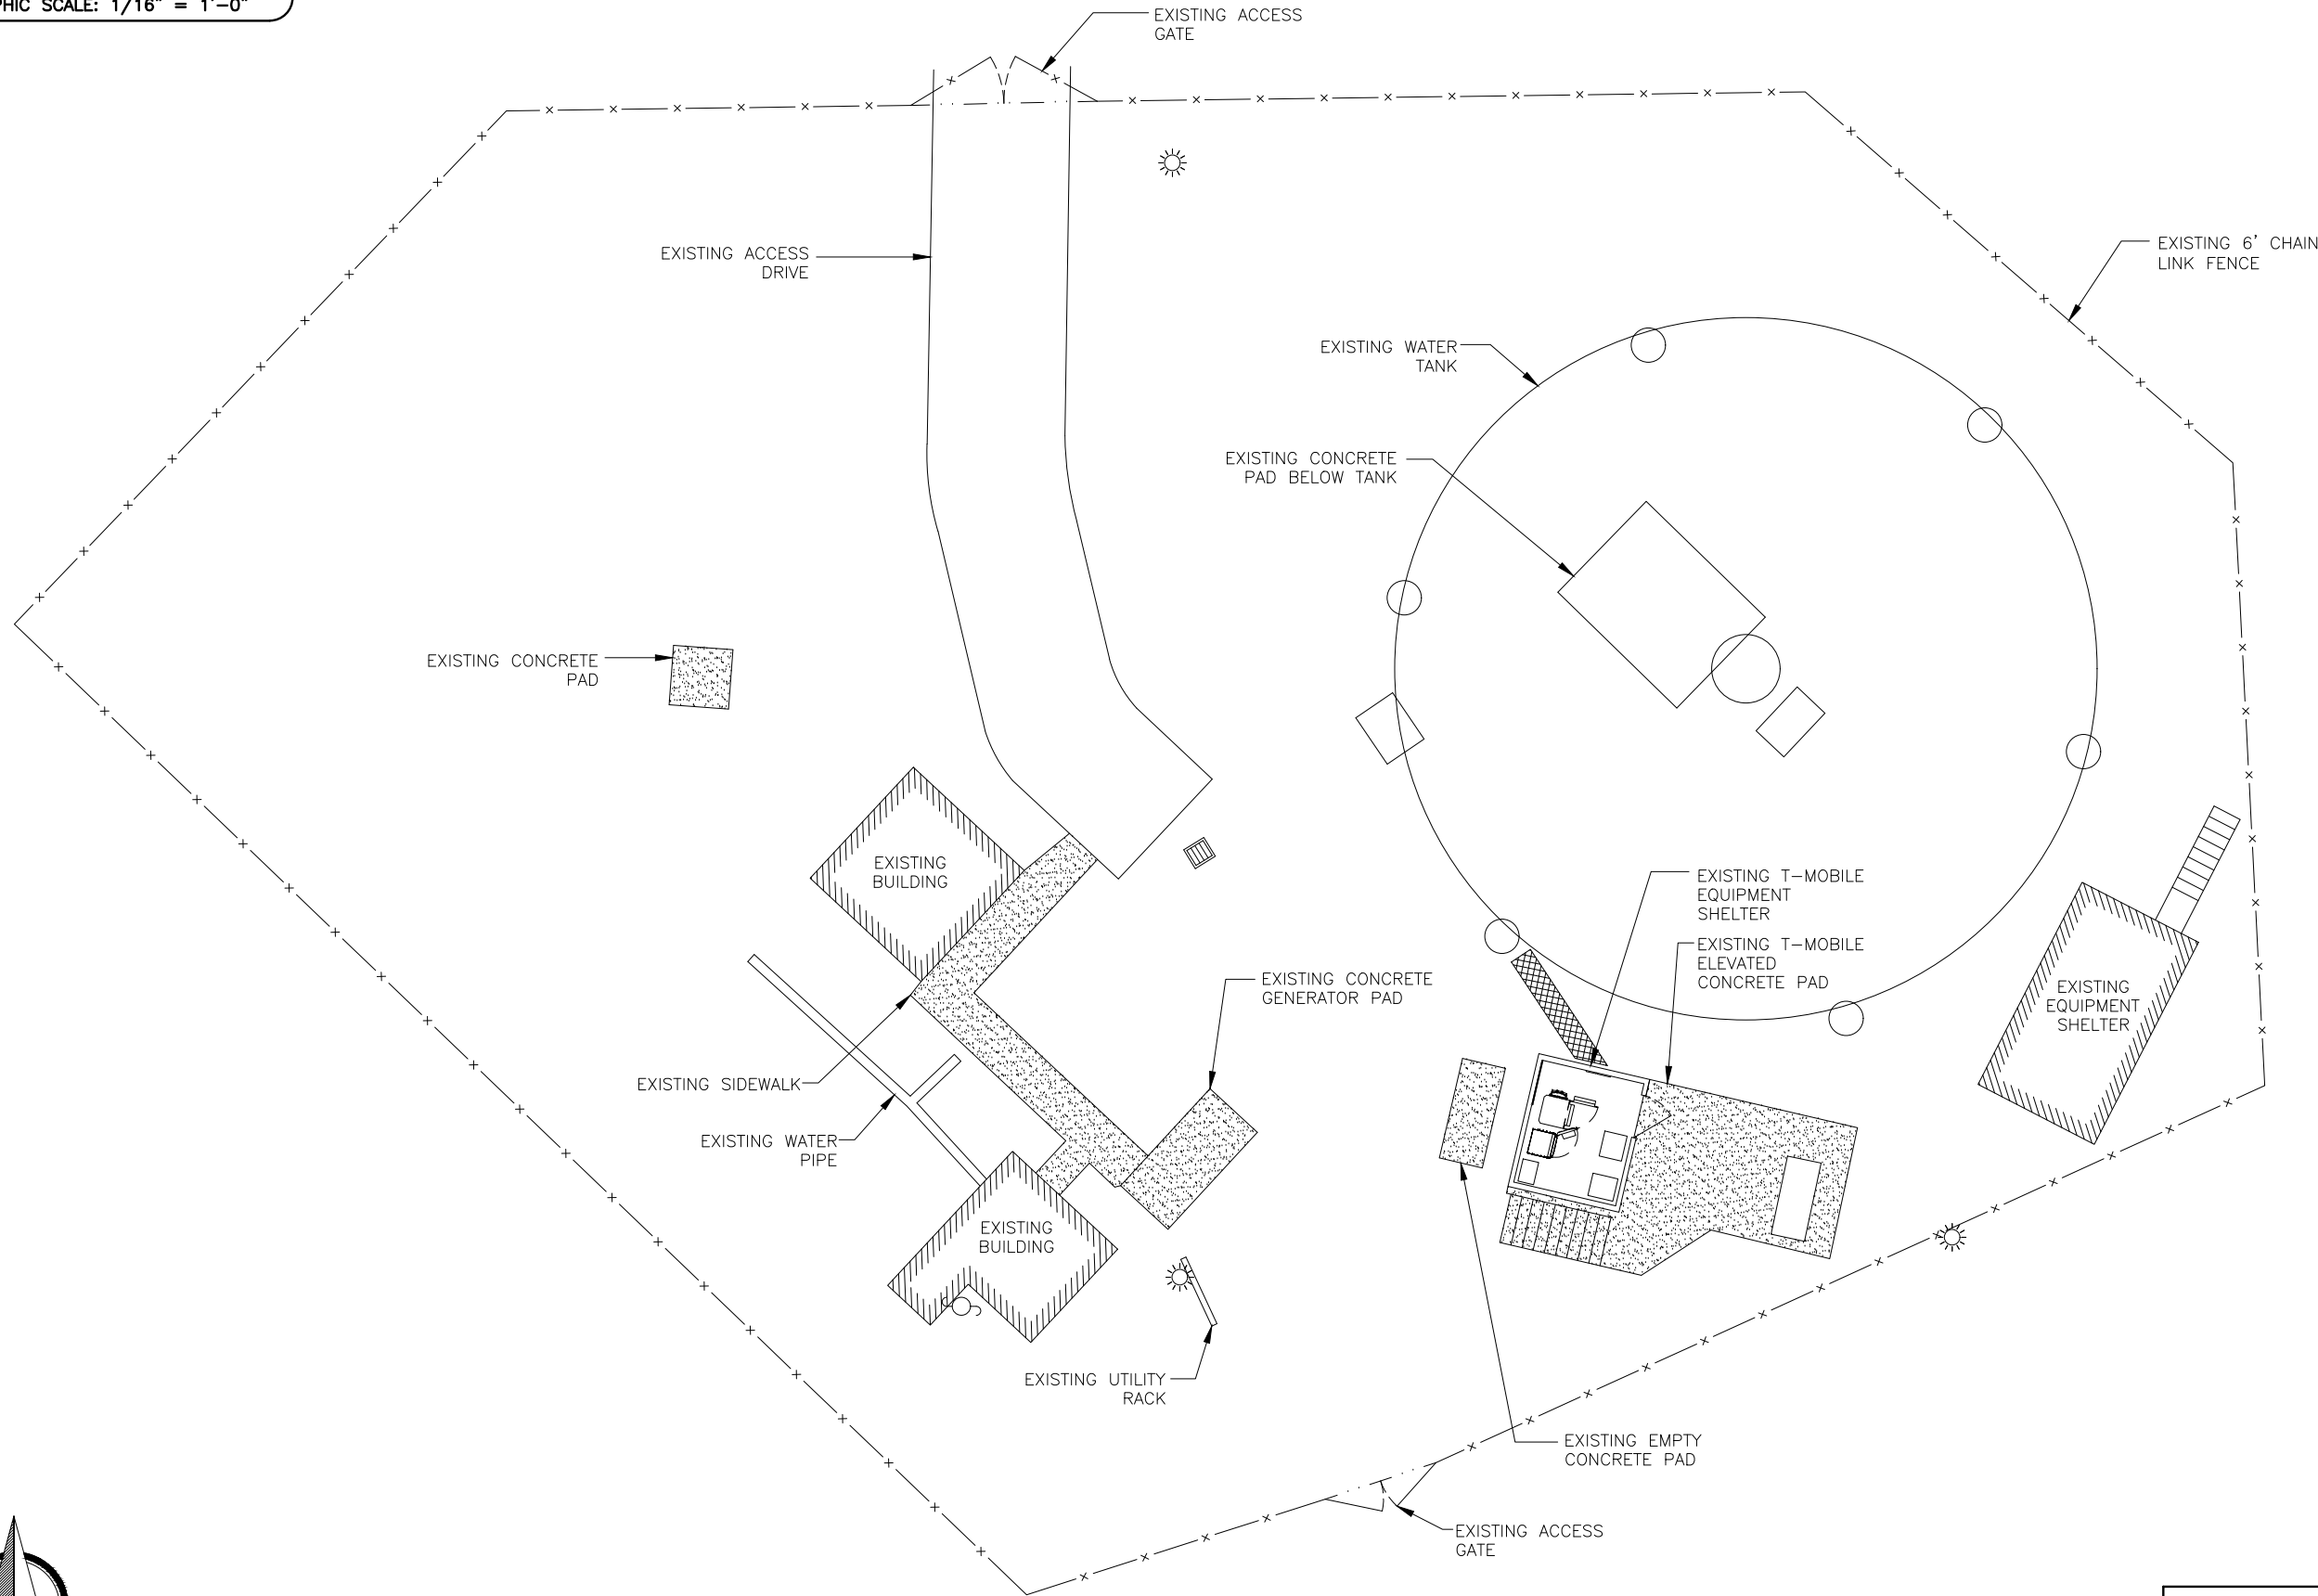 PHIC SCALE: 1/16" = 1'-0"
EXISTING ACCESS
GATE
EXISTING ACCESS
DRIVE
EXISTING 6' CHAIN
LINK FENCE
EXISTING WATER
TANK
EXISTING CONCRETE
PAD BELOW TANK
EXISTING CONCRETE
PAD
EXISTING
BUILDING
EXISTING T-MOBILE
EQUIPMENT
SHELTER
EXISTING T-MOBILE
ELEVATED
CONCRETE PAD
EXISTING CONCRETE
GENERATOR PAD
EXISTING
EQUIPMENT
SHELTER
EXISTING SIDEWALK
EXISTING WATER
PIPE
EXISTING
BUILDING
EXISTING UTILITY
RACK
EXISTING EMPTY
CONCRETE PAD
EXISTING ACCESS
GATE